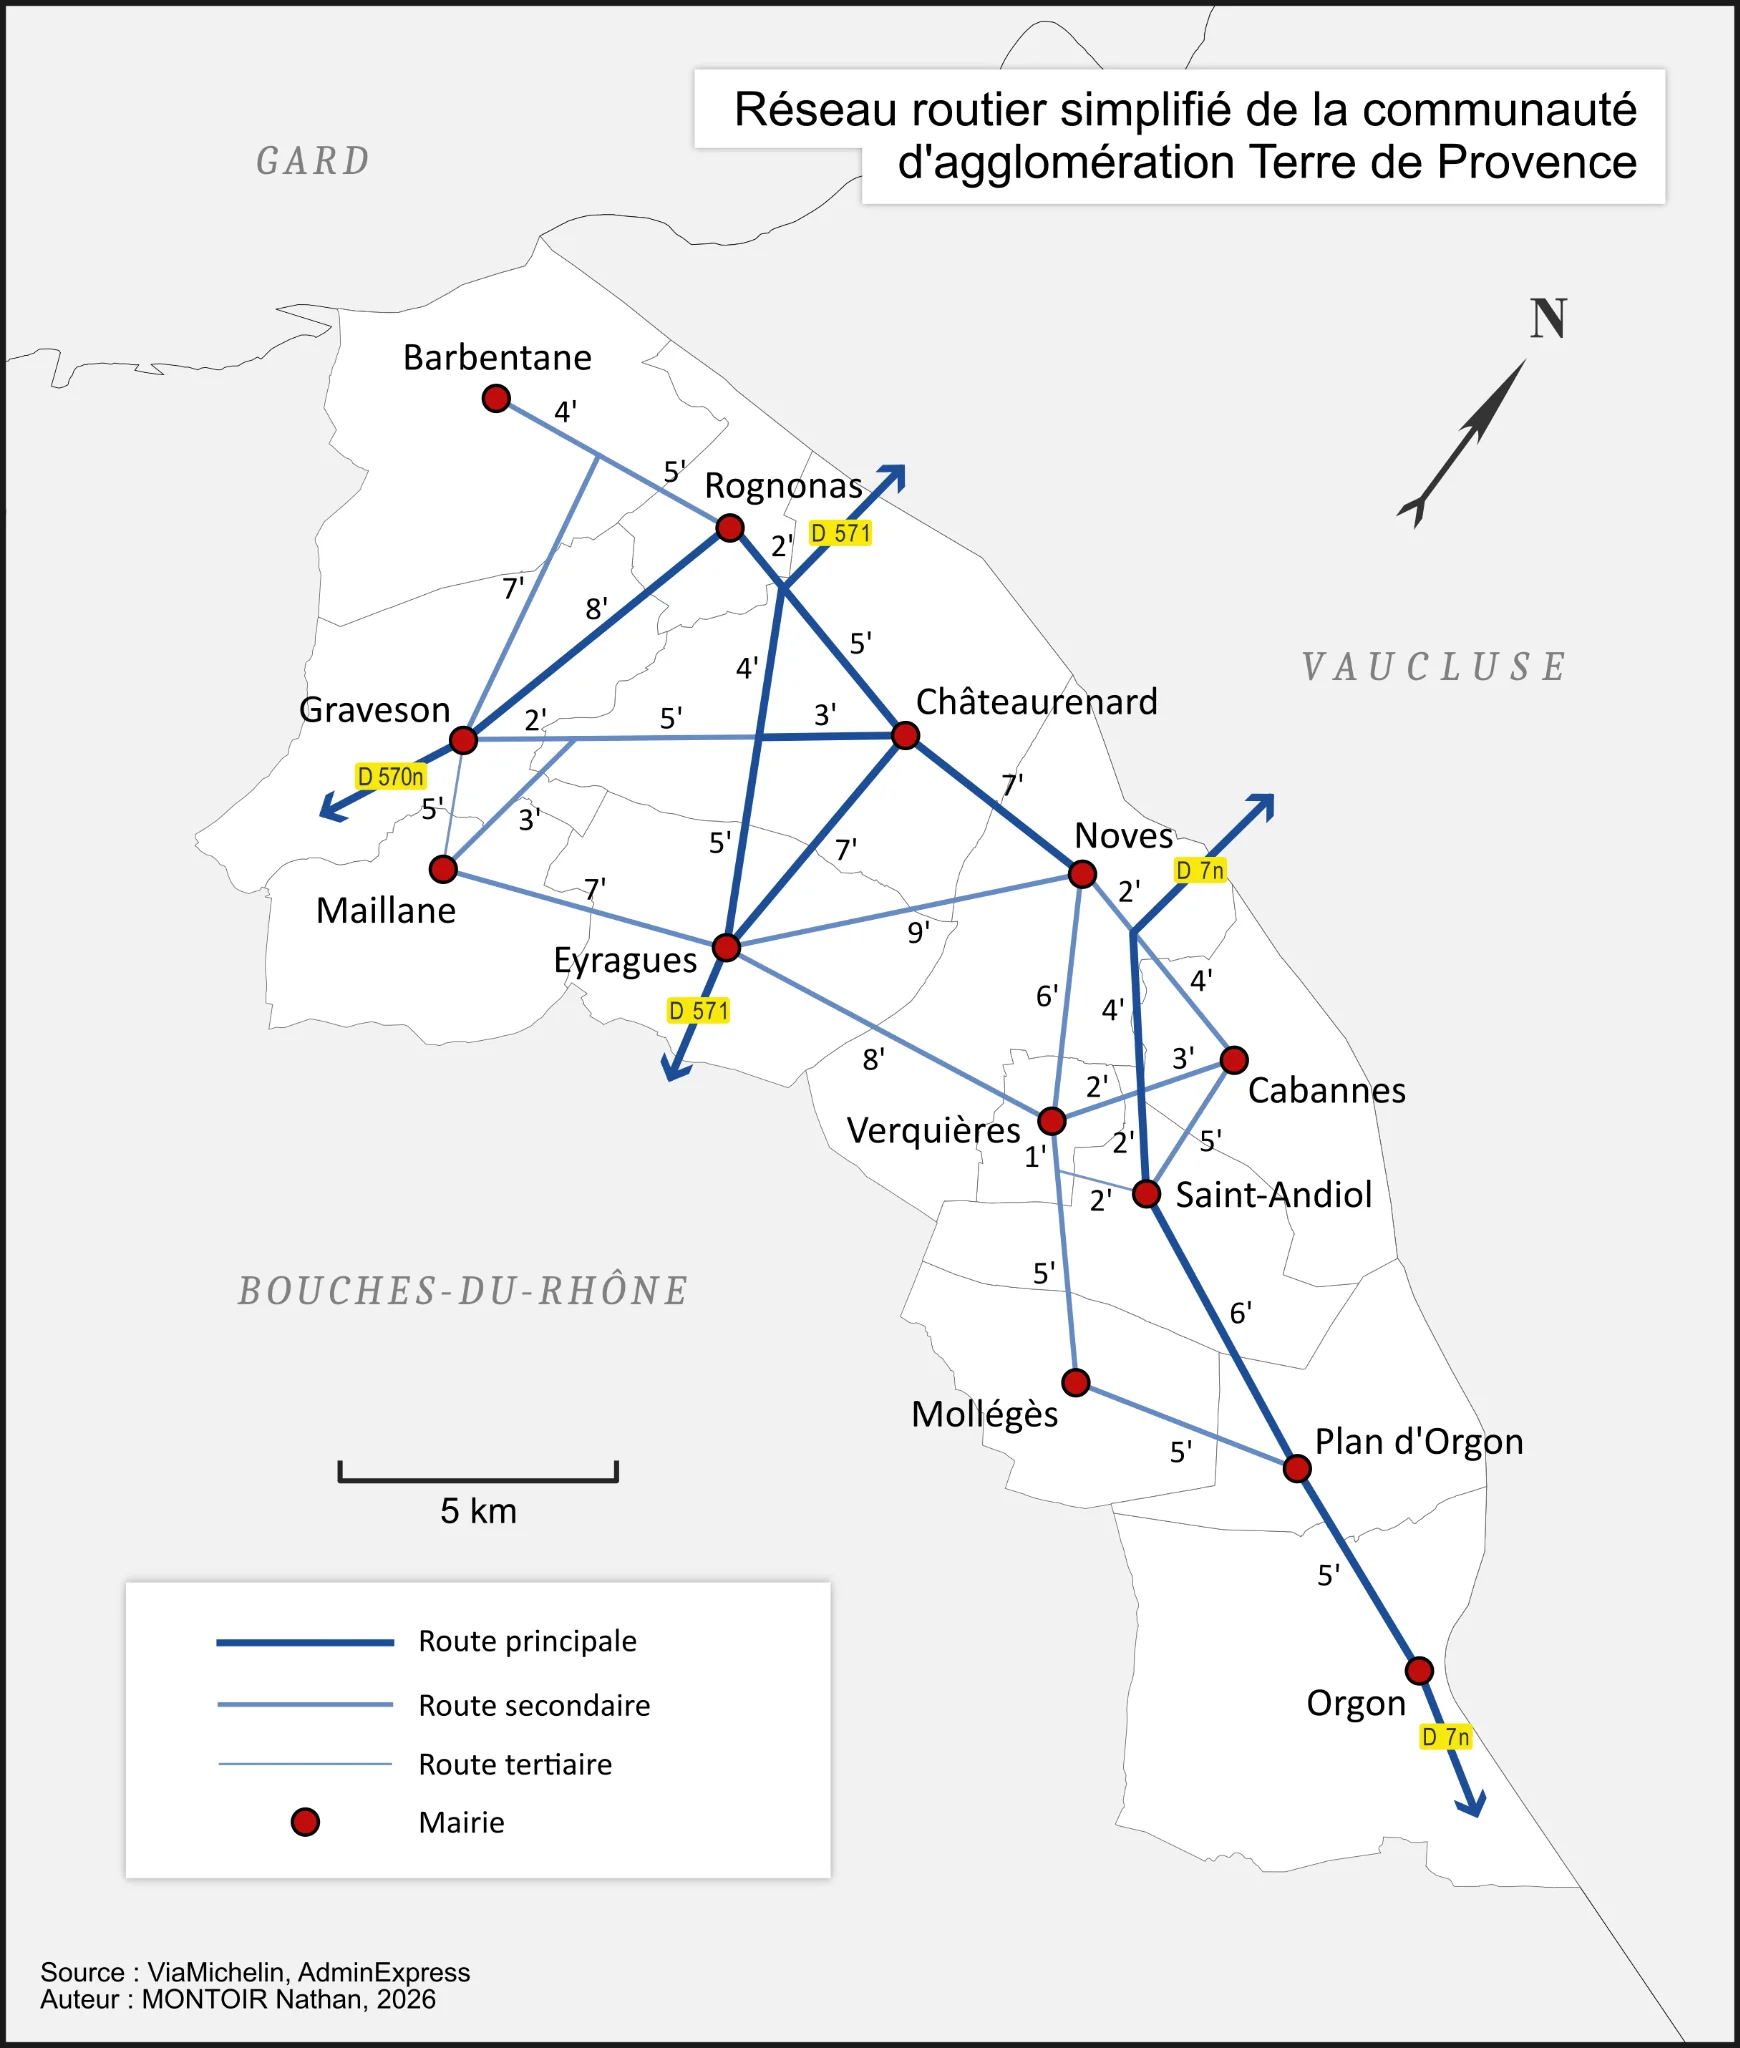 Réseau routier simplifié de la communauté
d'agglomération Terre de Provence
GARD
N
Barbentane
4'
5'
Rognonas
D 571
2'
7'
8'
5'
4'
VAUCLUSE
Graveson
2'
5'
3'
Châteaurenard
D 570n
7'
5'
3'
5'
7'
Noves
D 7n
2'
Maillane
7'
9'
Eyragues
4'
6'
4'
D 571
8'
3'
2'
Cabannes
Verquières
2'
5'
1'
2'
Saint-Andiol
BOUCHES-DU-RHÔNE
5'
6'
Mollégès
5'
Plan d'Orgon
5 km
5'
Orgon
D 7n
Route principale
Route secondaire
Route tertiaire
Mairie
Source : ViaMichelin, AdminExpress
Auteur : MONTOIR Nathan, 2026